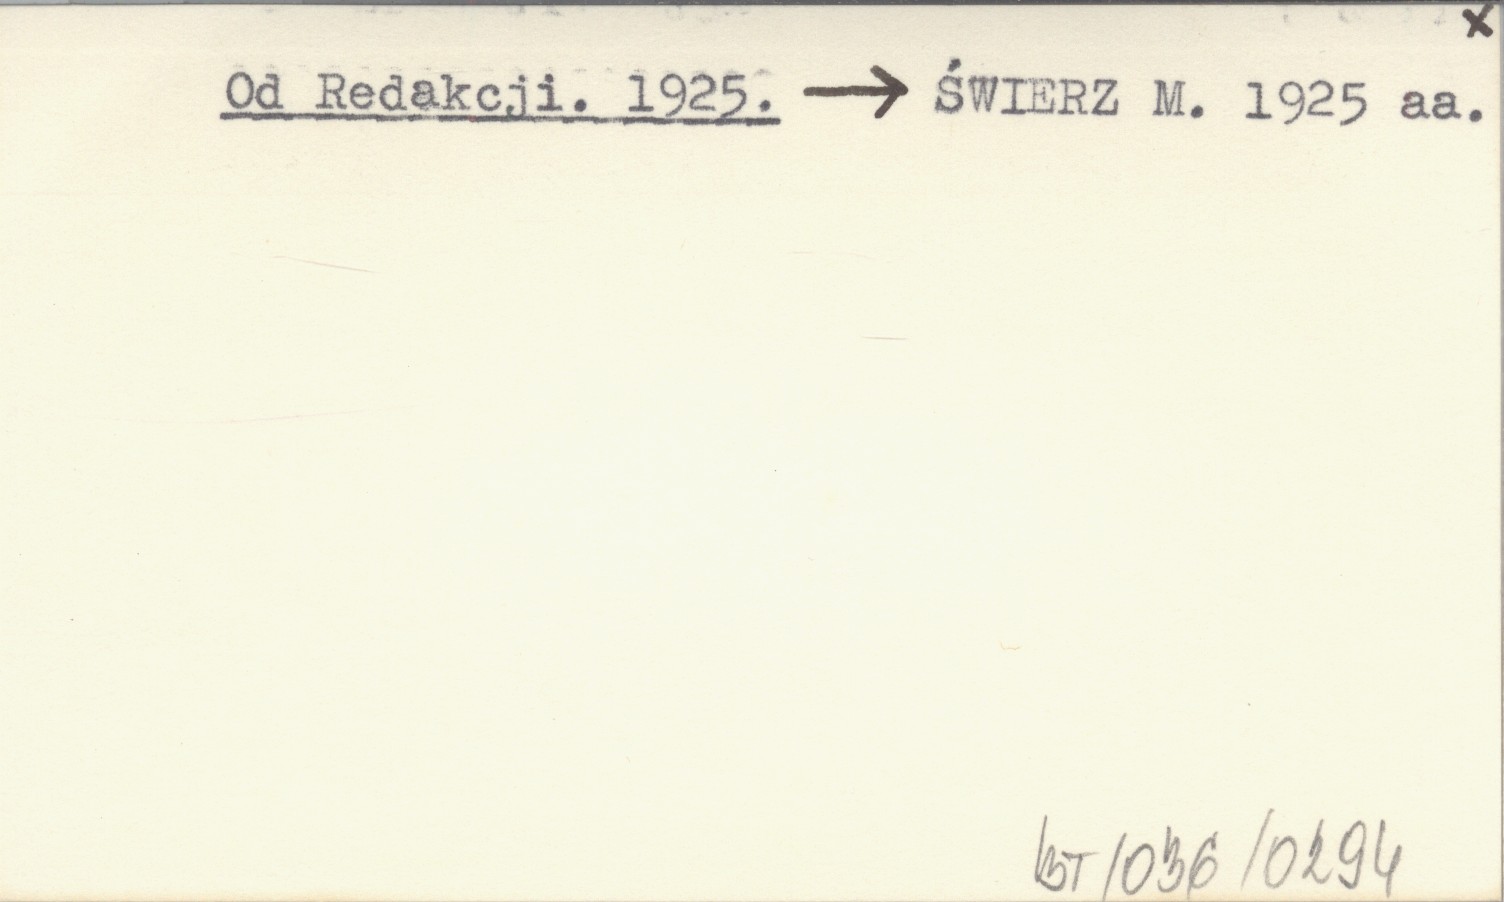 x
Od Redakcji. 1925. → ŚWIERZ M. 1925 aa.
BT/036/0294